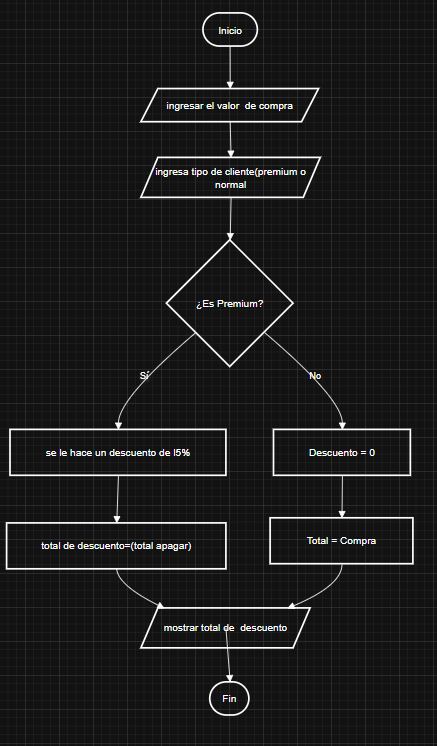 Inicio
ingresar el valor de compra
ingresa tipo de cliente(premium o
normal
¿Es Premium?
Sí
No
se le hace un descuento de I5%
Descuento = 0
total de descuento=(total apagar)
Total = Compra
mostrar total de descuento
Fin